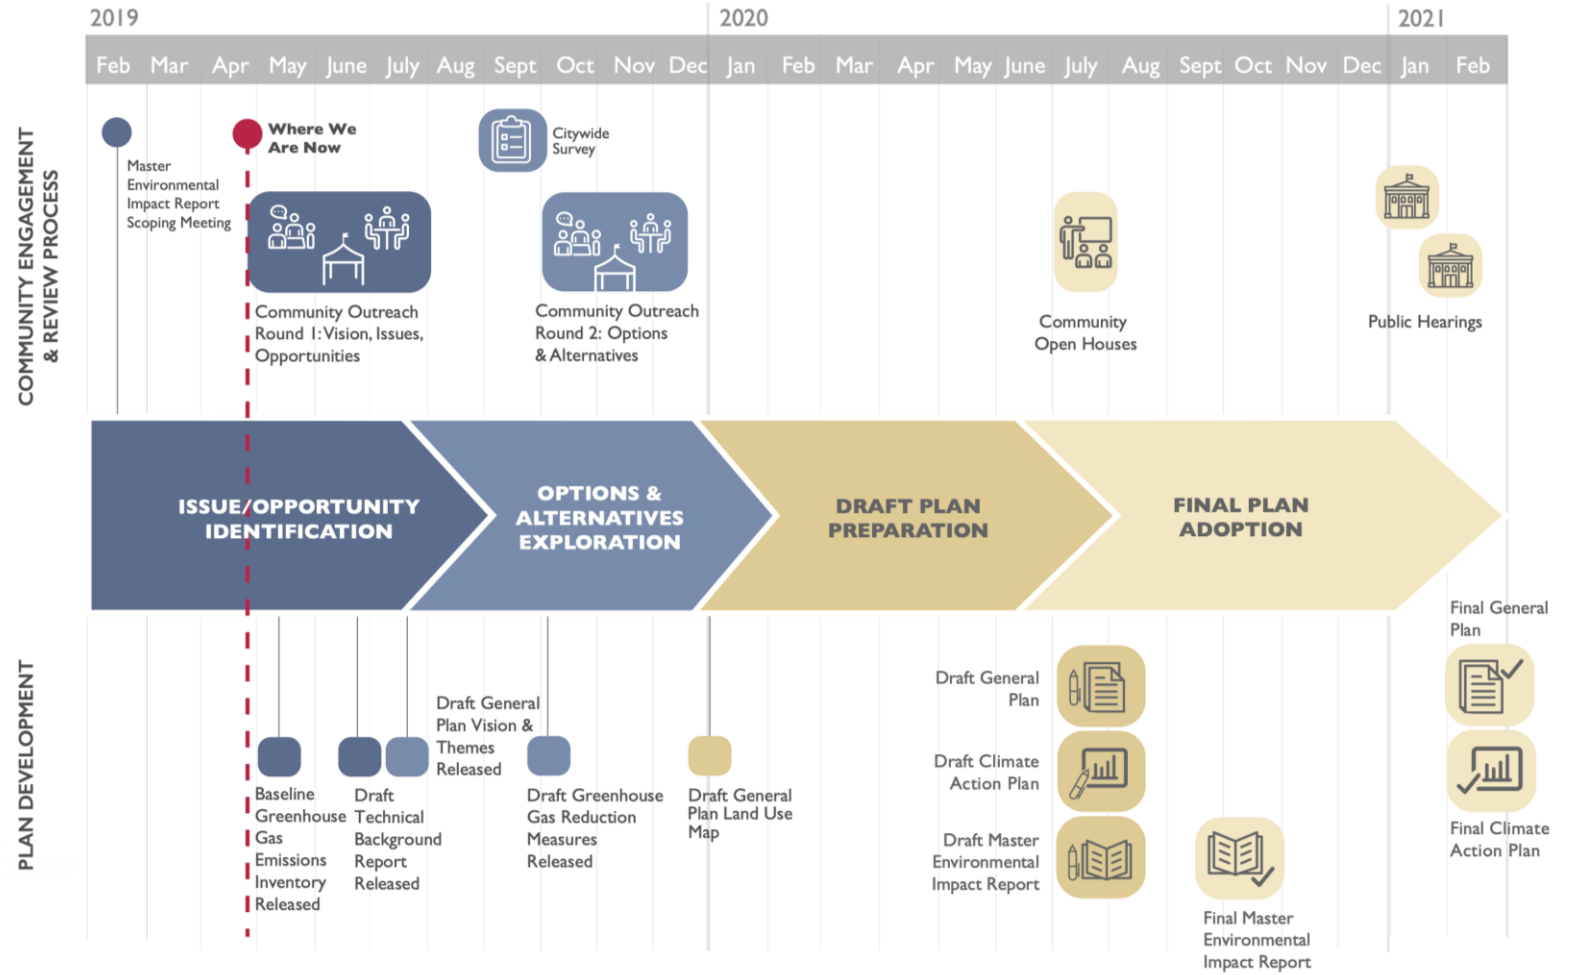 2019
2020
2021
Feb Mar Apr May June July Aug Sept Oct Nov Dec Jan Feb Mar Apr May June July Aug Sept Oct Nov Dec Jan Feb
COMMUNITY ENGAGEMENT
& REVIEW PROCESS
Master
Environmental
Impact Report
Scoping Meeting
Where We
Are Now
Community Outreach
Round 1: Vision, Issues,
Opportunities
Citywide
Survey
Community Outreach
Round 2: Options
& Alternatives
Community
Open Houses
Public Hearings
ISSUE/OPPORTUNITY
IDENTIFICATION
OPTIONS &
ALTERNATIVES
EXPLORATION
DRAFT PLAN
PREPARATION
FINAL PLAN
ADOPTION
PLAN DEVELOPMENT
Baseline
Greenhouse
Gas
Emissions
Inventory
Released
Draft
Technical
Background
Report
Released
Draft General
Plan Vision &
Themes
Released
Draft Greenhouse
Gas Reduction
Measures
Released
Draft General
Plan Land Use
Map
Draft General
Plan
Draft Climate
Action Plan
Draft Master
Environmental
Impact Report
Final Master
Environmental
Impact Report
Final General
Plan
Final Climate
Action Plan